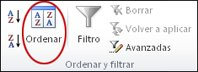 Ordenar
Filtro
Borrar
Volver a aplicar
Avanzadas
Ordenar y filtrar